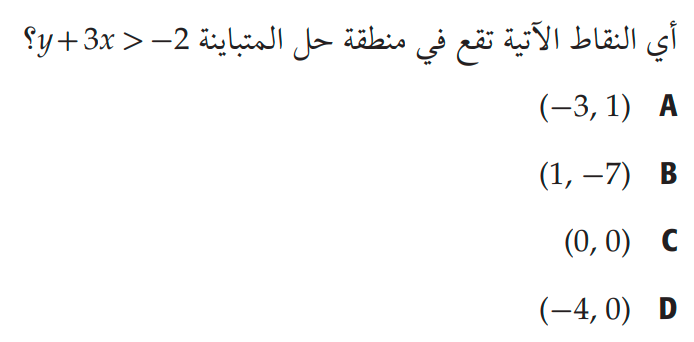 أي النقاط الآتية تقع في منطقة حل المتباينة y + 3x > −2؟
A (−3, 1)
B (1, −7)
C (0, 0)
D (−4, 0)